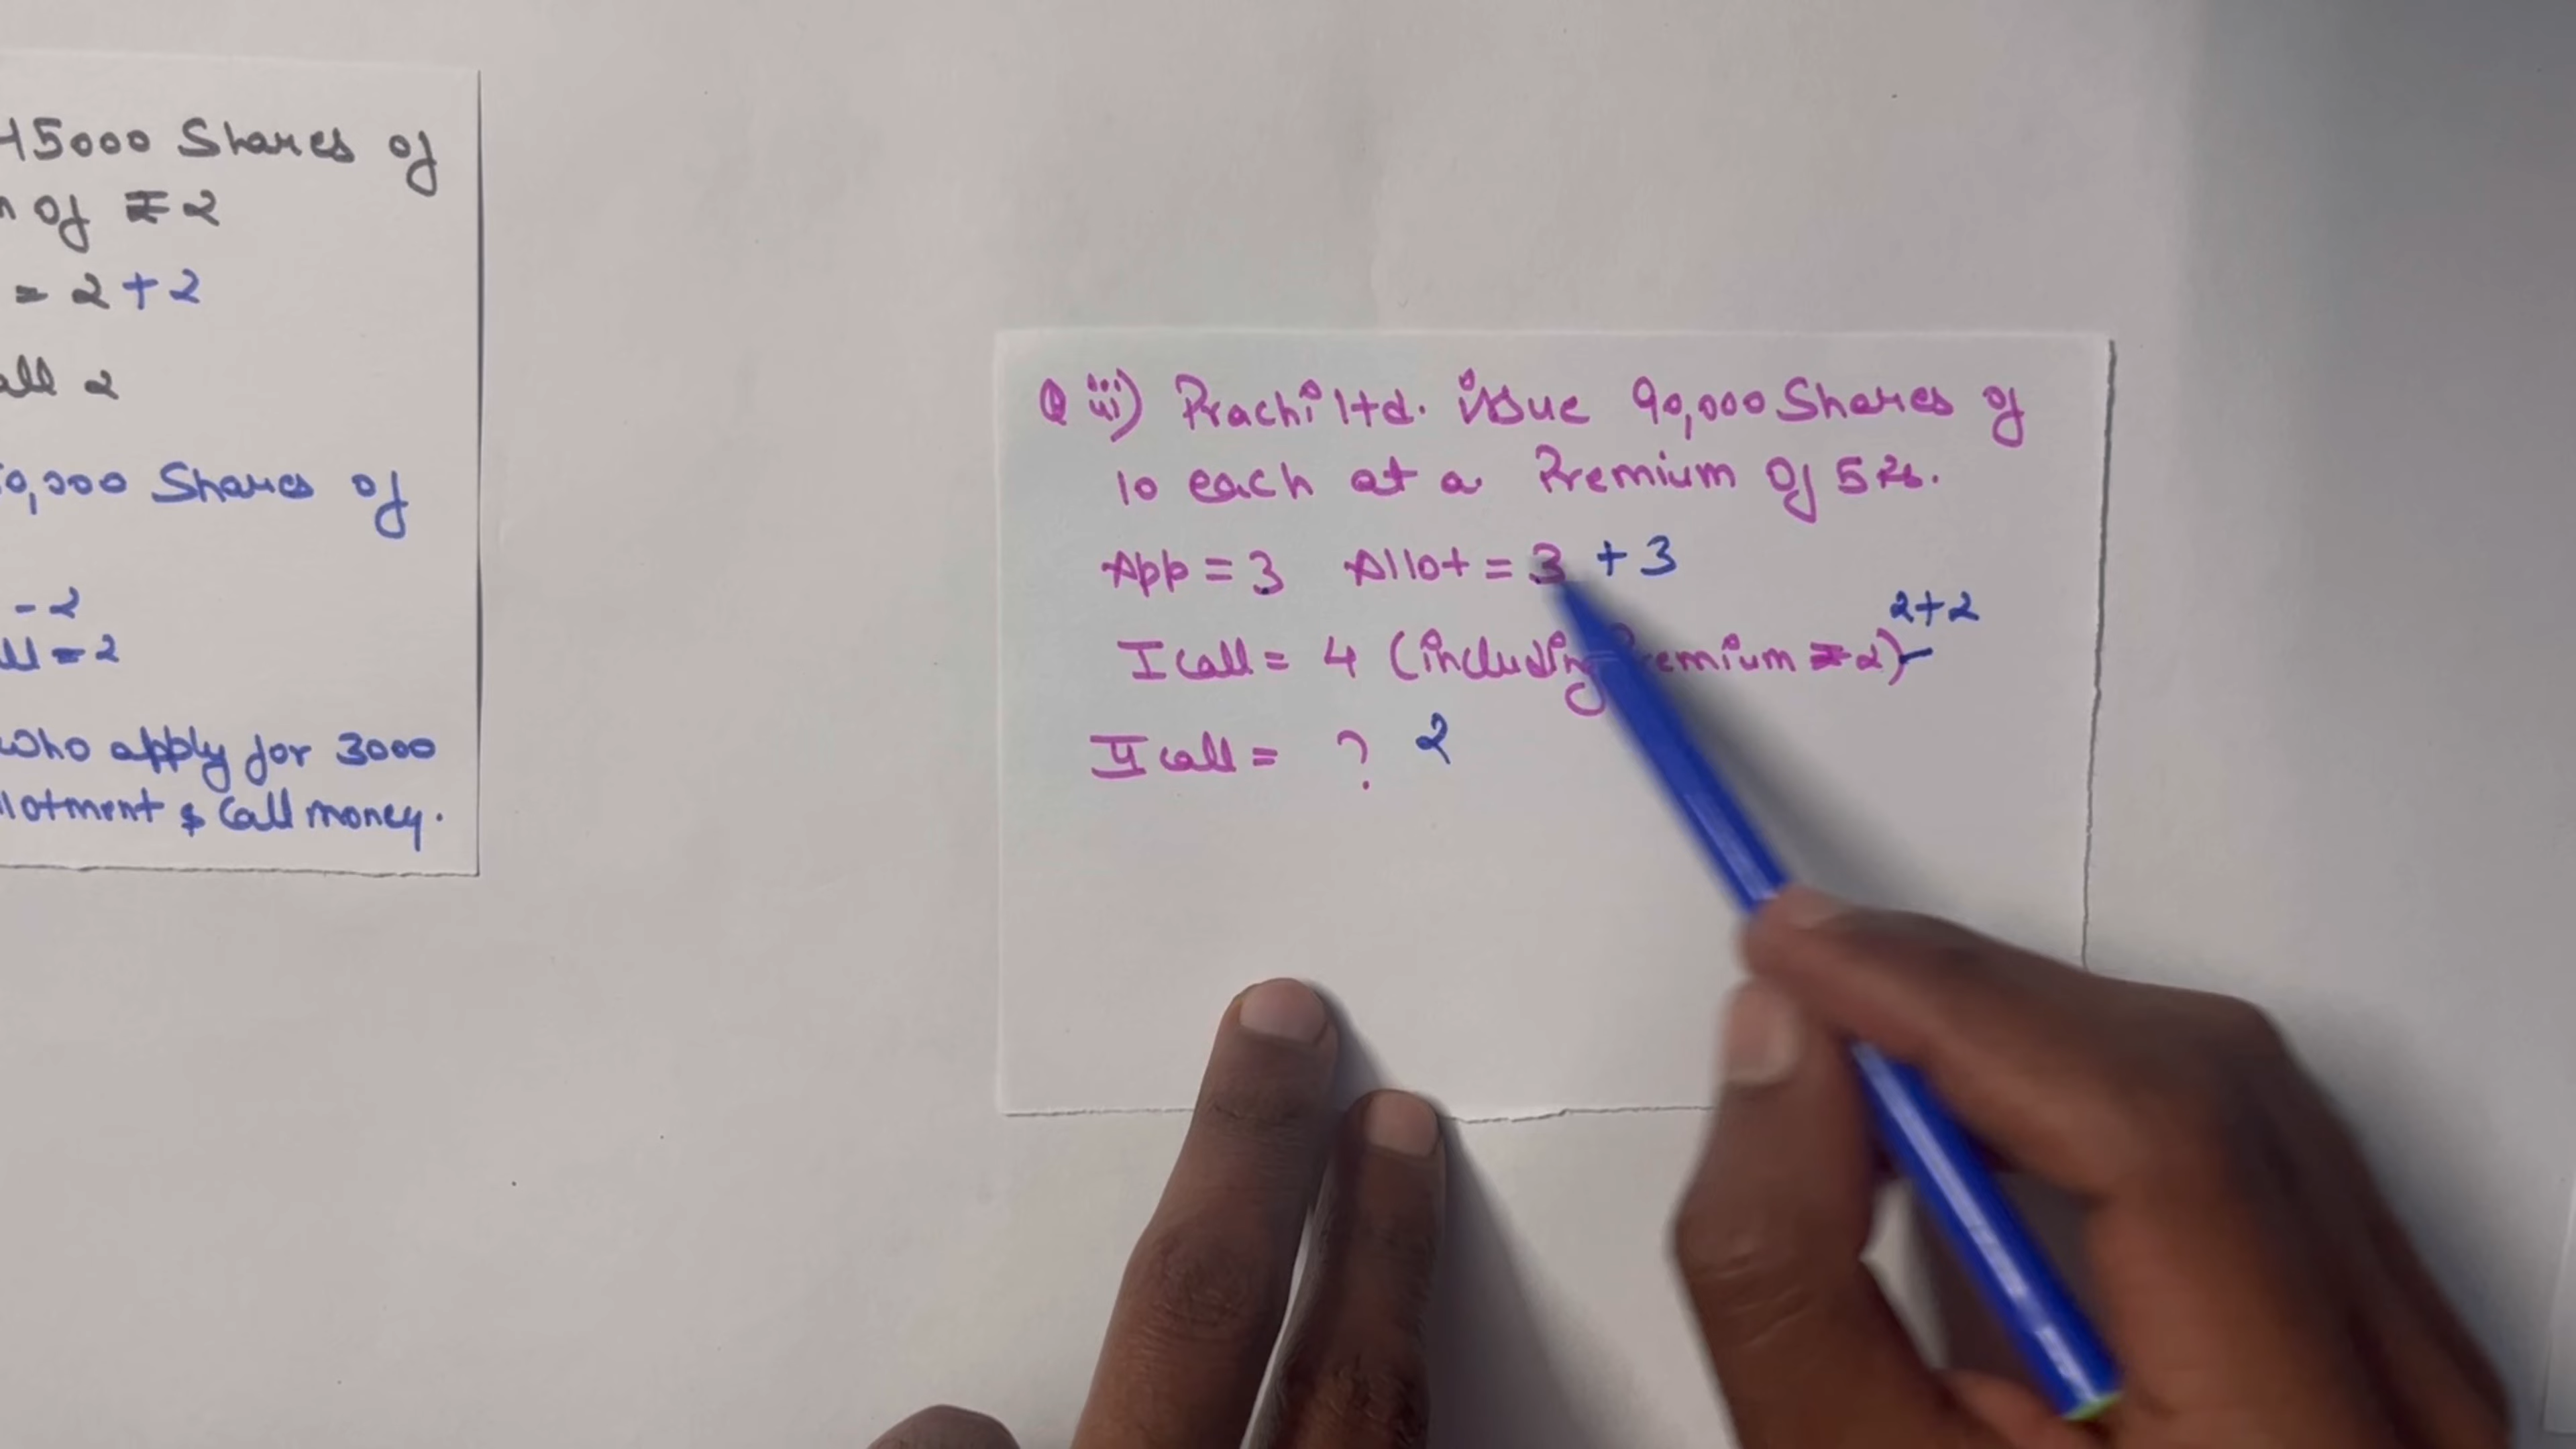 45000 Shares of
of ₹ 2
= 2 + 2
all 2
0,000 Shares of
- 2
ll = 2
who apply for 3000
lotment & Call money.
Q iii) Prachi ltd. issue 90,000 Shares of
10 each at a Premium of 5 Rs.
App = 3 Allot = 3 + 3
2+2
I Call = 4 (including Premium ₹ 2) -
II Call = ? 2